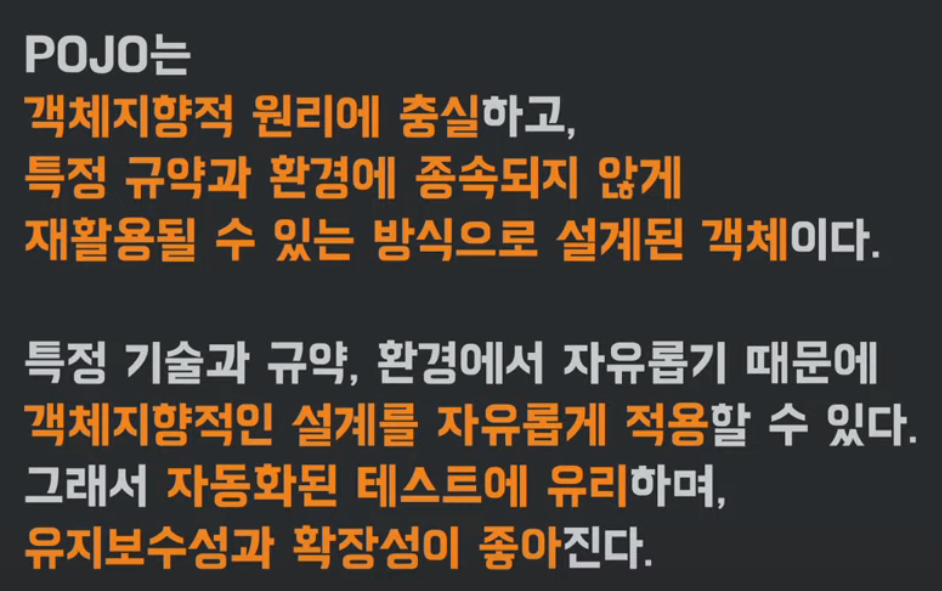 POJO는
객체지향적 원리에 충실하고,
특정 규약과 환경에 종속되지 않게
재활용될 수 있는 방식으로 설계된 객체이다.
특정 기술과 규약, 환경에서 자유롭기 때문에
객체지향적인 설계를 자유롭게 적용할 수 있다.
그래서 자동화된 테스트에 유리하며,
유지보수성과 확장성이 좋아진다.